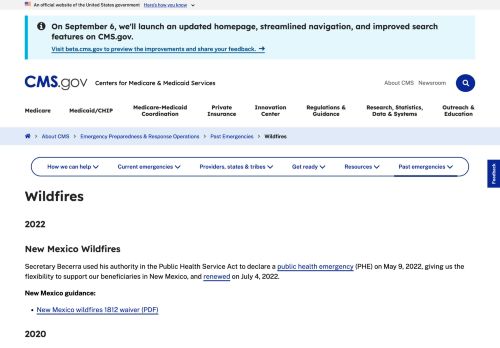 An official website of the United States government Here's how you know
On September 6, we'll launch an updated homepage, streamlined navigation, and improved search
features on CMS.gov.
Visit beta.cms.gov to preview the improvements and share your feedback. →
CMS.gov Centers for Medicare & Medicaid Services
About CMS Newsroom
Medicare Medicaid/CHIP Medicare-Medicaid Coordination Private Insurance Innovation Center Regulations & Guidance Research, Statistics, Data & Systems Outreach & Education
About CMS > Emergency Preparedness & Response Operations > Past Emergencies > Wildfires
How we can help Current emergencies Providers, states & tribes Get ready Resources Past emergencies
Feedback
Wildfires
2022
New Mexico Wildfires
Secretary Becerra used his authority in the Public Health Service Act to declare a public health emergency (PHE) on May 9, 2022, giving us the
flexibility to support our beneficiaries in New Mexico, and renewed on July 4, 2022.
New Mexico guidance:
• New Mexico wildfires 1812 waiver (PDF)
2020